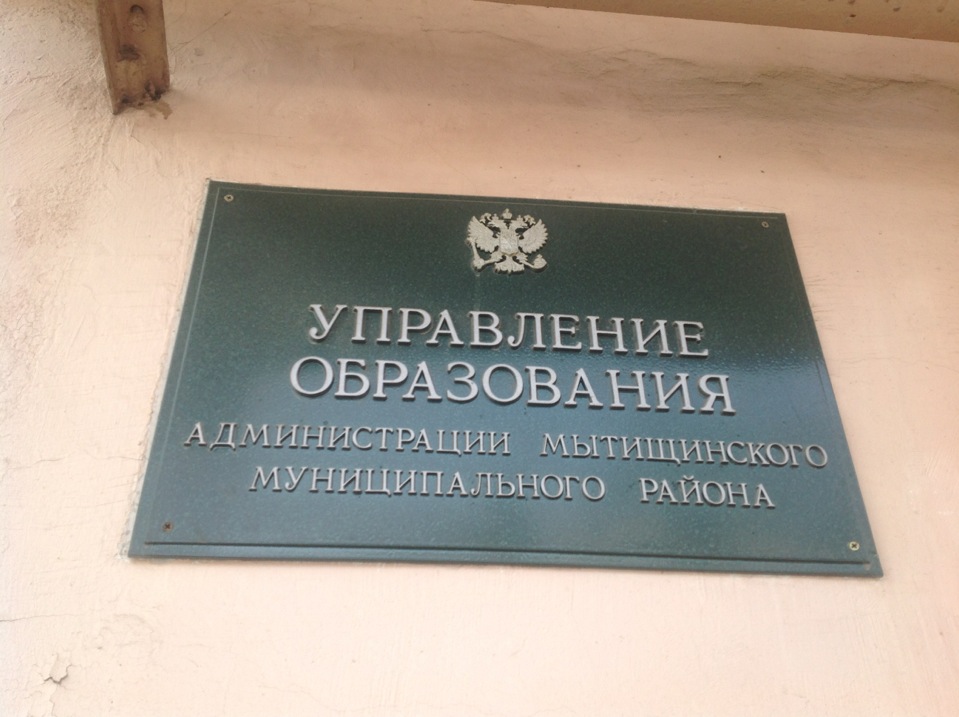 УПРАВЛЕНИЕ
ОБРАЗОВАНИЯ
АДМИНИСТРАЦИИ МЫТИЩИНСКОГО
МУНИЦИПАЛЬНОГО РАЙОНА